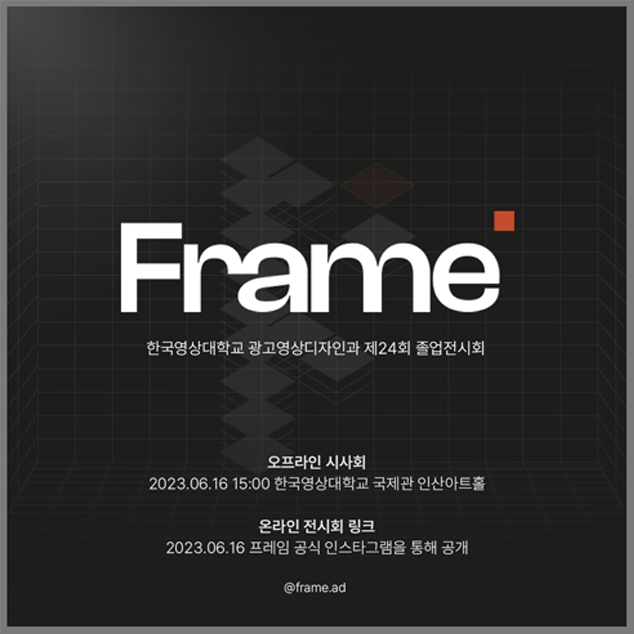 Frame
한국영상대학교 광고영상디자인과 제24회 졸업전시회
오프라인 시사회
2023.06.16 15:00 한국영상대학교 국제관 인산아트홀
온라인 전시회 링크
2023.06.16 프레임 공식 인스타그램을 통해 공개
@frame.ad